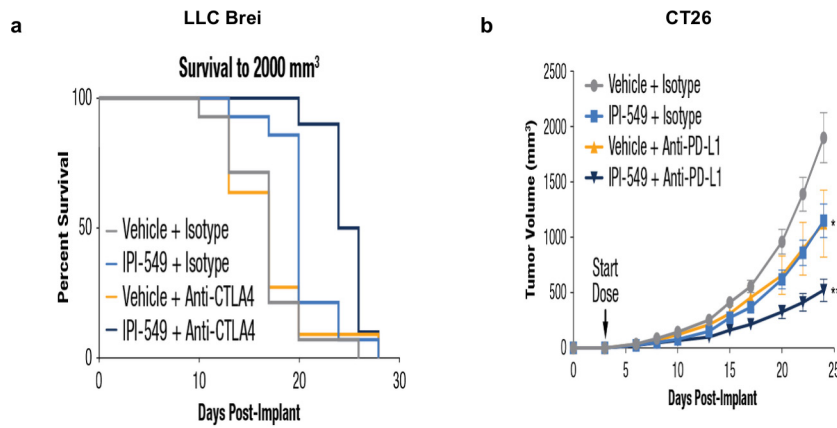 LLC Brei
CT26
a
b
Survival to 2000 mm³
Percent Survival
100
50
0
Vehicle + Isotype
IPI-549 + Isotype
Vehicle + Anti-CTLA4
IPI-549 + Anti-CTLA4
0 10 20 30
Days Post-Implant
Tumor Volume (mm³)
2500
2000
1500
1000
500
0
Vehicle + Isotype
IPI-549 + Isotype
Vehicle + Anti-PD-L1
IPI-549 + Anti-PD-L1
Start
Dose
*
**
0 5 10 15 20 25
Days Post-Implant